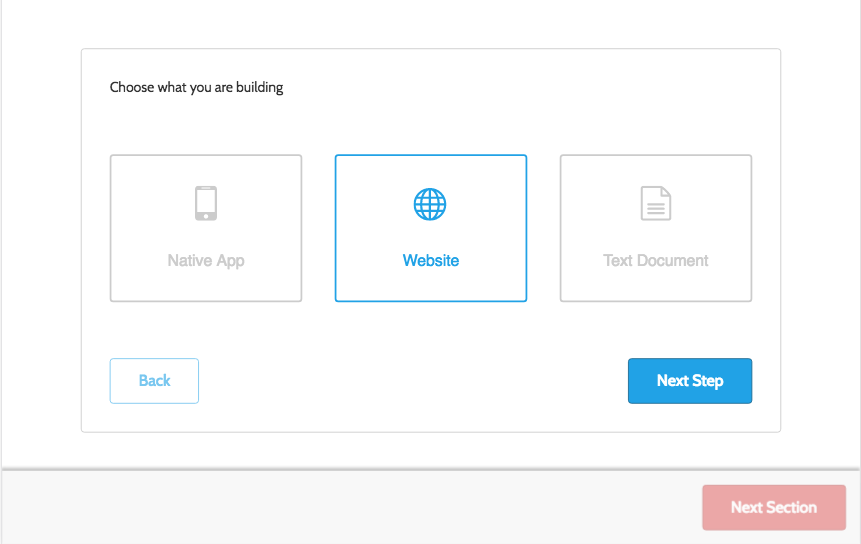 Choose what you are building
Native App
Website
Text Document
Back
Next Step
Next Section